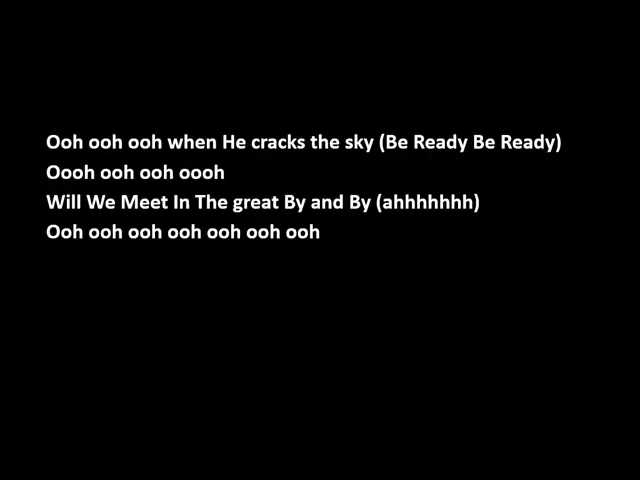 Ooh ooh ooh when He cracks the sky (Be Ready Be Ready)
Oooh ooh ooh oooh
Will We Meet In The great By and By (ahhhhhhh)
Ooh ooh ooh ooh ooh ooh ooh